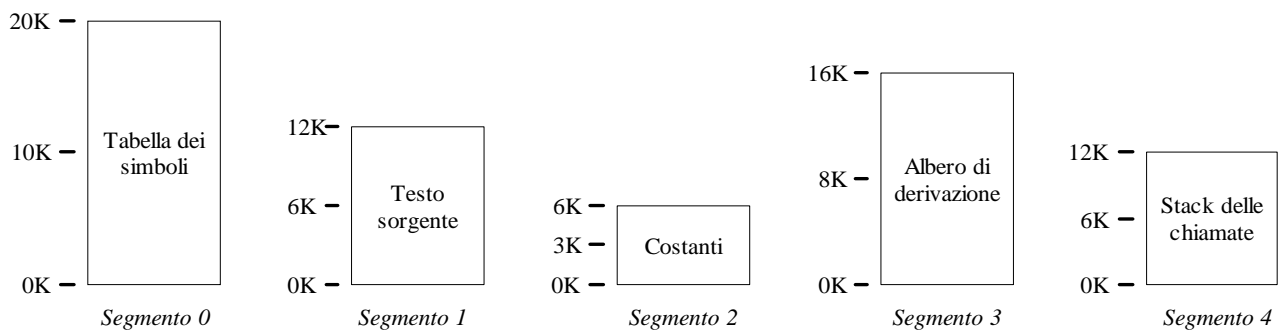 20K
10K
0K
Tabella dei
simboli
Segmento 0
12K
6K
0K
Testo
sorgente
Segmento 1
6K
3K
0K
Costanti
Segmento 2
16K
8K
0K
Albero di
derivazione
Segmento 3
12K
6K
0K
Stack delle
chiamate
Segmento 4